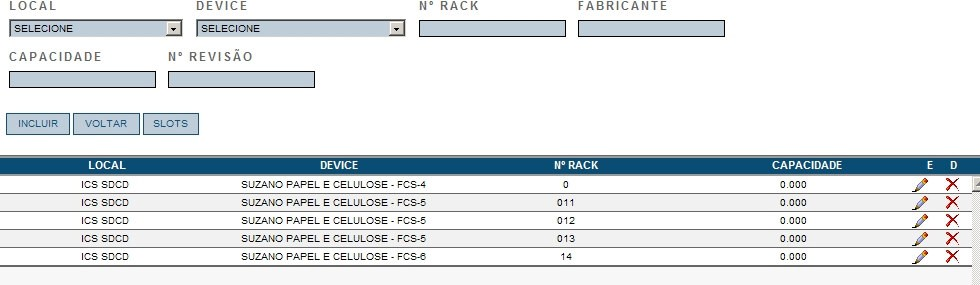 LOCAL DEVICE Nº RACK FABRICANTE
SELECIONE SELECIONE
CAPACIDADE Nº REVISÃO
INCLUIR VOLTAR SLOTS
LOCAL DEVICE Nº RACK CAPACIDADE E D
ICS SDCD SUZANO PAPEL E CELULOSE - FCS-4 0 0.000
ICS SDCD SUZANO PAPEL E CELULOSE - FCS-5 011 0.000
ICS SDCD SUZANO PAPEL E CELULOSE - FCS-5 012 0.000
ICS SDCD SUZANO PAPEL E CELULOSE - FCS-5 013 0.000
ICS SDCD SUZANO PAPEL E CELULOSE - FCS-6 14 0.000